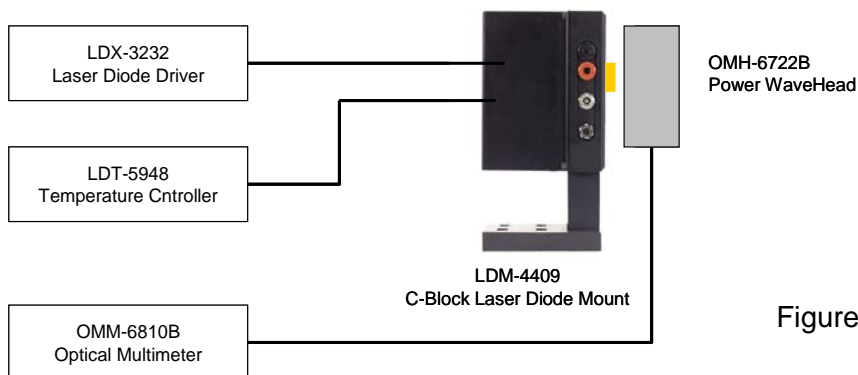 LDX-3232
Laser Diode Driver
OMH-6722B
Power WaveHead
LDT-5948
Temperature Cntroller
LDM-4409
C-Block Laser Diode Mount
OMM-6810B
Optical Multimeter
Figure